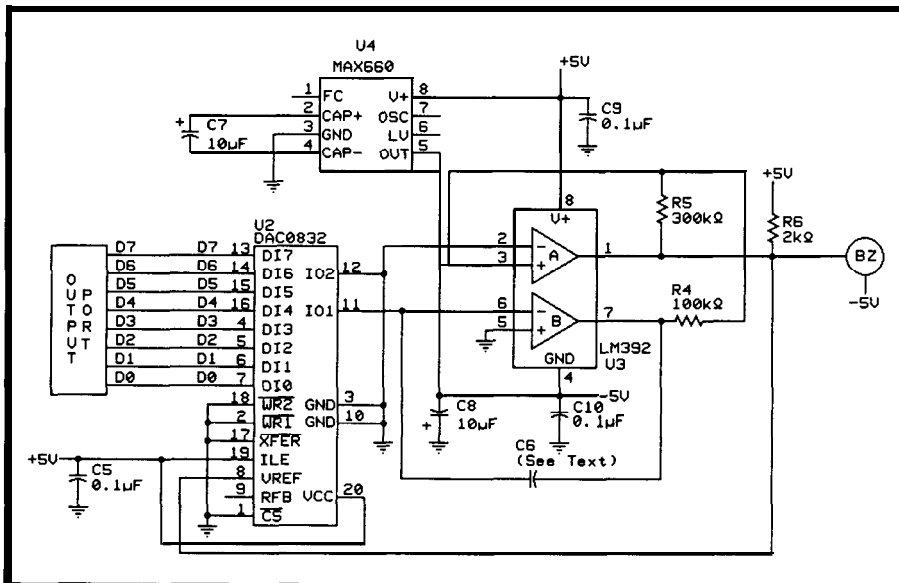 U4
MAX660
1 FC V+ 8
2 CAP+ OSC 7
3 GND LV 6
4 CAP- OUT 5
+ C7
10µF
+5V
C9
0.1µF
+5V
R5
300kΩ
R6
2kΩ
8
V+
2 - A 1
3 +
BZ
-5V
6 - B 7
5 +
R4
100kΩ
LM392
U3
GND
4
-5V
U2
DAC0832
OUTPUT
PORT
D7 D7 13 DI7
D6 D6 14 DI6 IO2 12
D5 D5 15 DI5
D4 D4 16 DI4 IO1 11
D3 D3 4 DI3
D2 D2 5 DI2
D1 D1 6 DI1
D0 D0 7 DI0
18 WR2 GND 3
2 WR1 GND 10
17 XFER
19 ILE
8 VREF
9 RFB VCC 20
1 CS
+5V
C5
0.1µF
C8
+ 10µF
C10
0.1µF
C6
(See Text)